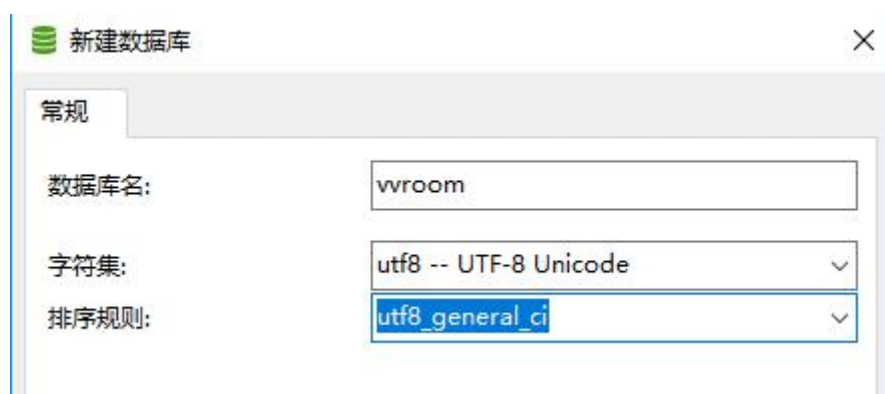 新建数据库
常规
数据库名: vvroom
字符集: utf8 -- UTF-8 Unicode
排序规则: utf8_general_ci